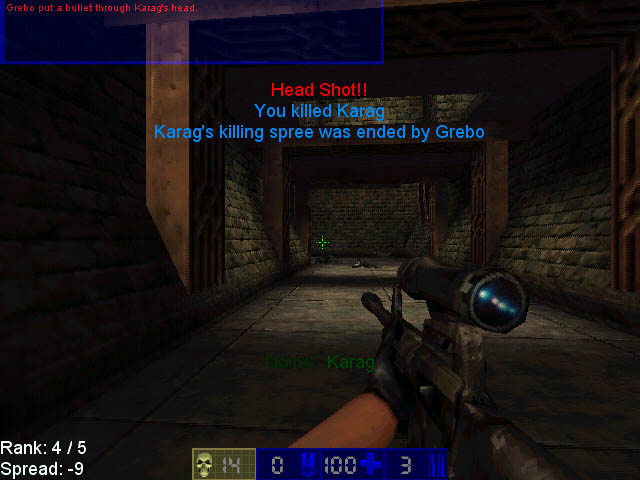 Grebo put a bullet through Karag's head.
Head Shot!!
You killed Karag
Karag's killing spree was ended by Grebo
Name: Karag
Rank: 4 / 5
Spread: -9
14 0 100 3